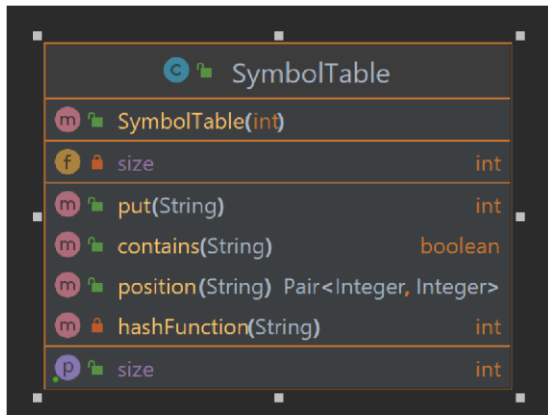 C SymbolTable
m SymbolTable(int)
f size int
m put(String) int
m contains(String) boolean
m position(String) Pair<Integer, Integer>
m hashFunction(String) int
p size int